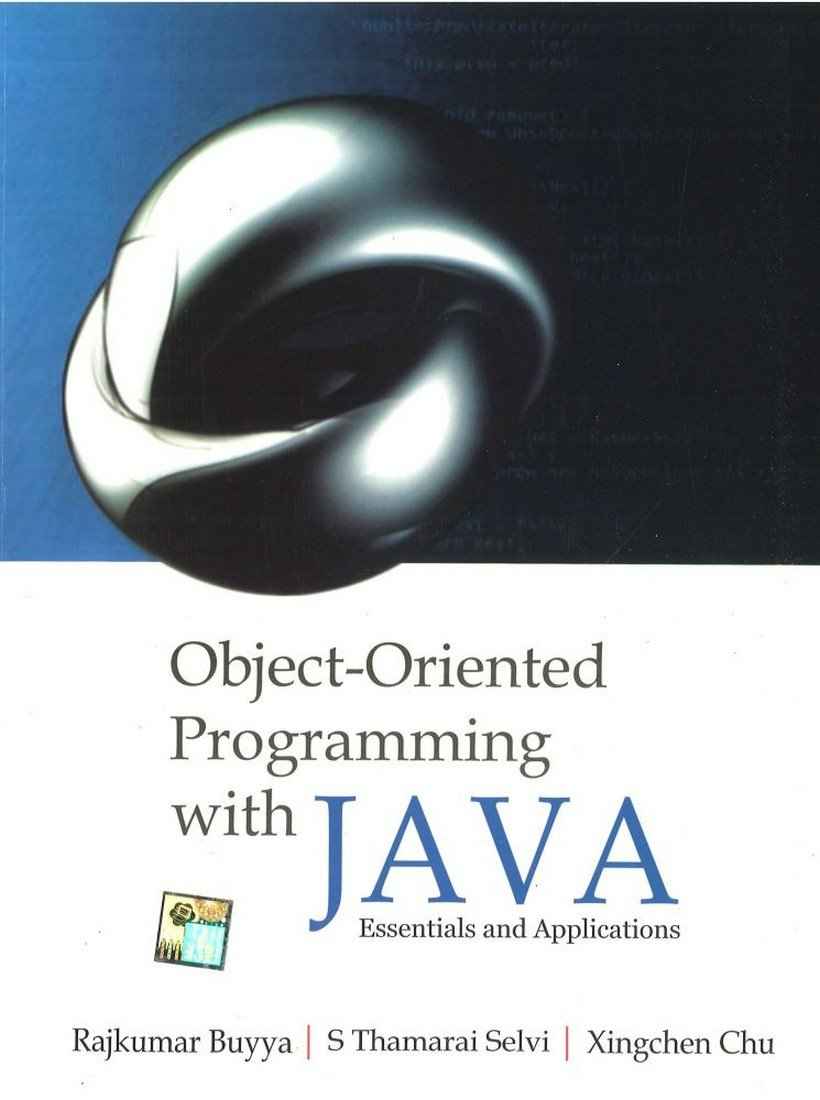 Object-Oriented
Programming
with JAVA
Essentials and Applications
Rajkumar Buyya | S Thamarai Selvi | Xingchen Chu